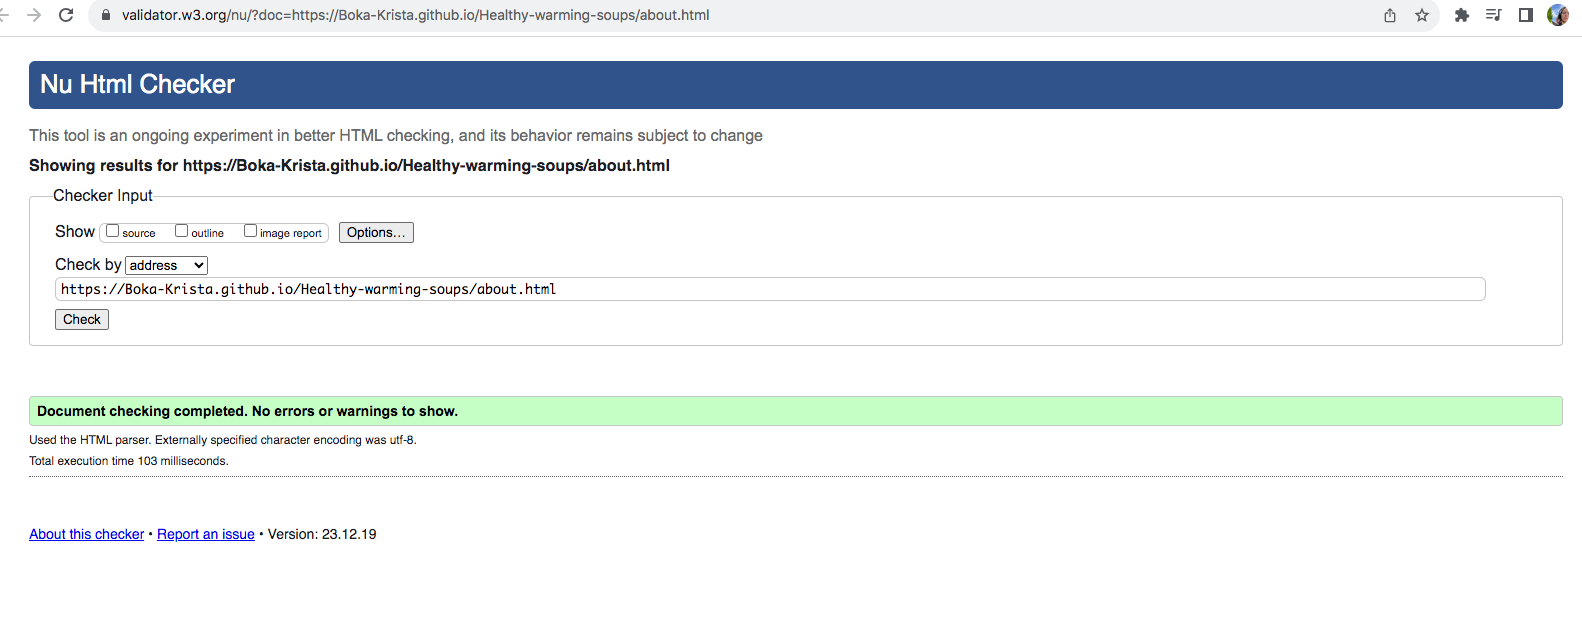 validator.w3.org/nu/?doc=https://Boka-Krista.github.io/Healthy-warming-soups/about.html
Nu Html Checker
This tool is an ongoing experiment in better HTML checking, and its behavior remains subject to change
Showing results for https://Boka-Krista.github.io/Healthy-warming-soups/about.html
Checker Input
Show source outline image report Options...
Check by address
https://Boka-Krista.github.io/Healthy-warming-soups/about.html
Check
Document checking completed. No errors or warnings to show.
Used the HTML parser. Externally specified character encoding was utf-8.
Total execution time 103 milliseconds.
About this checker • Report an issue • Version: 23.12.19